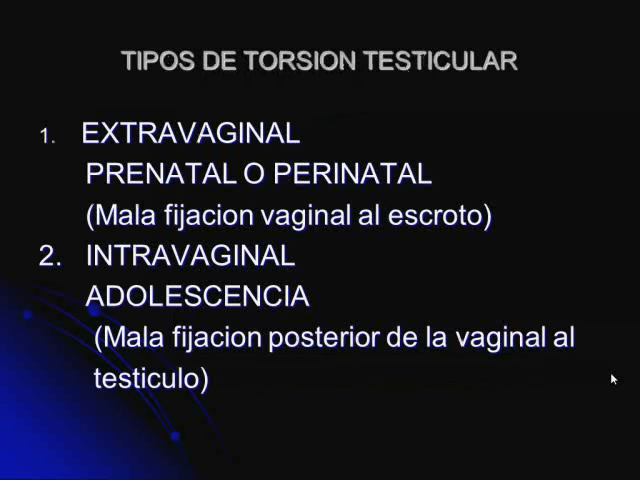 TIPOS DE TORSION TESTICULAR
1. EXTRAVAGINAL
PRENATAL O PERINATAL
(Mala fijacion vaginal al escroto)
2. INTRAVAGINAL
ADOLESCENCIA
(Mala fijacion posterior de la vaginal al
testiculo)